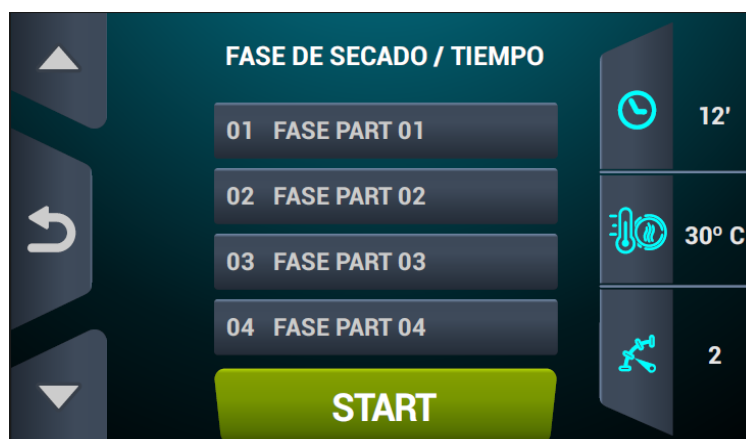 FASE DE SECADO / TIEMPO
01 FASE PART 01
02 FASE PART 02
03 FASE PART 03
04 FASE PART 04
START
12'
30º C
2